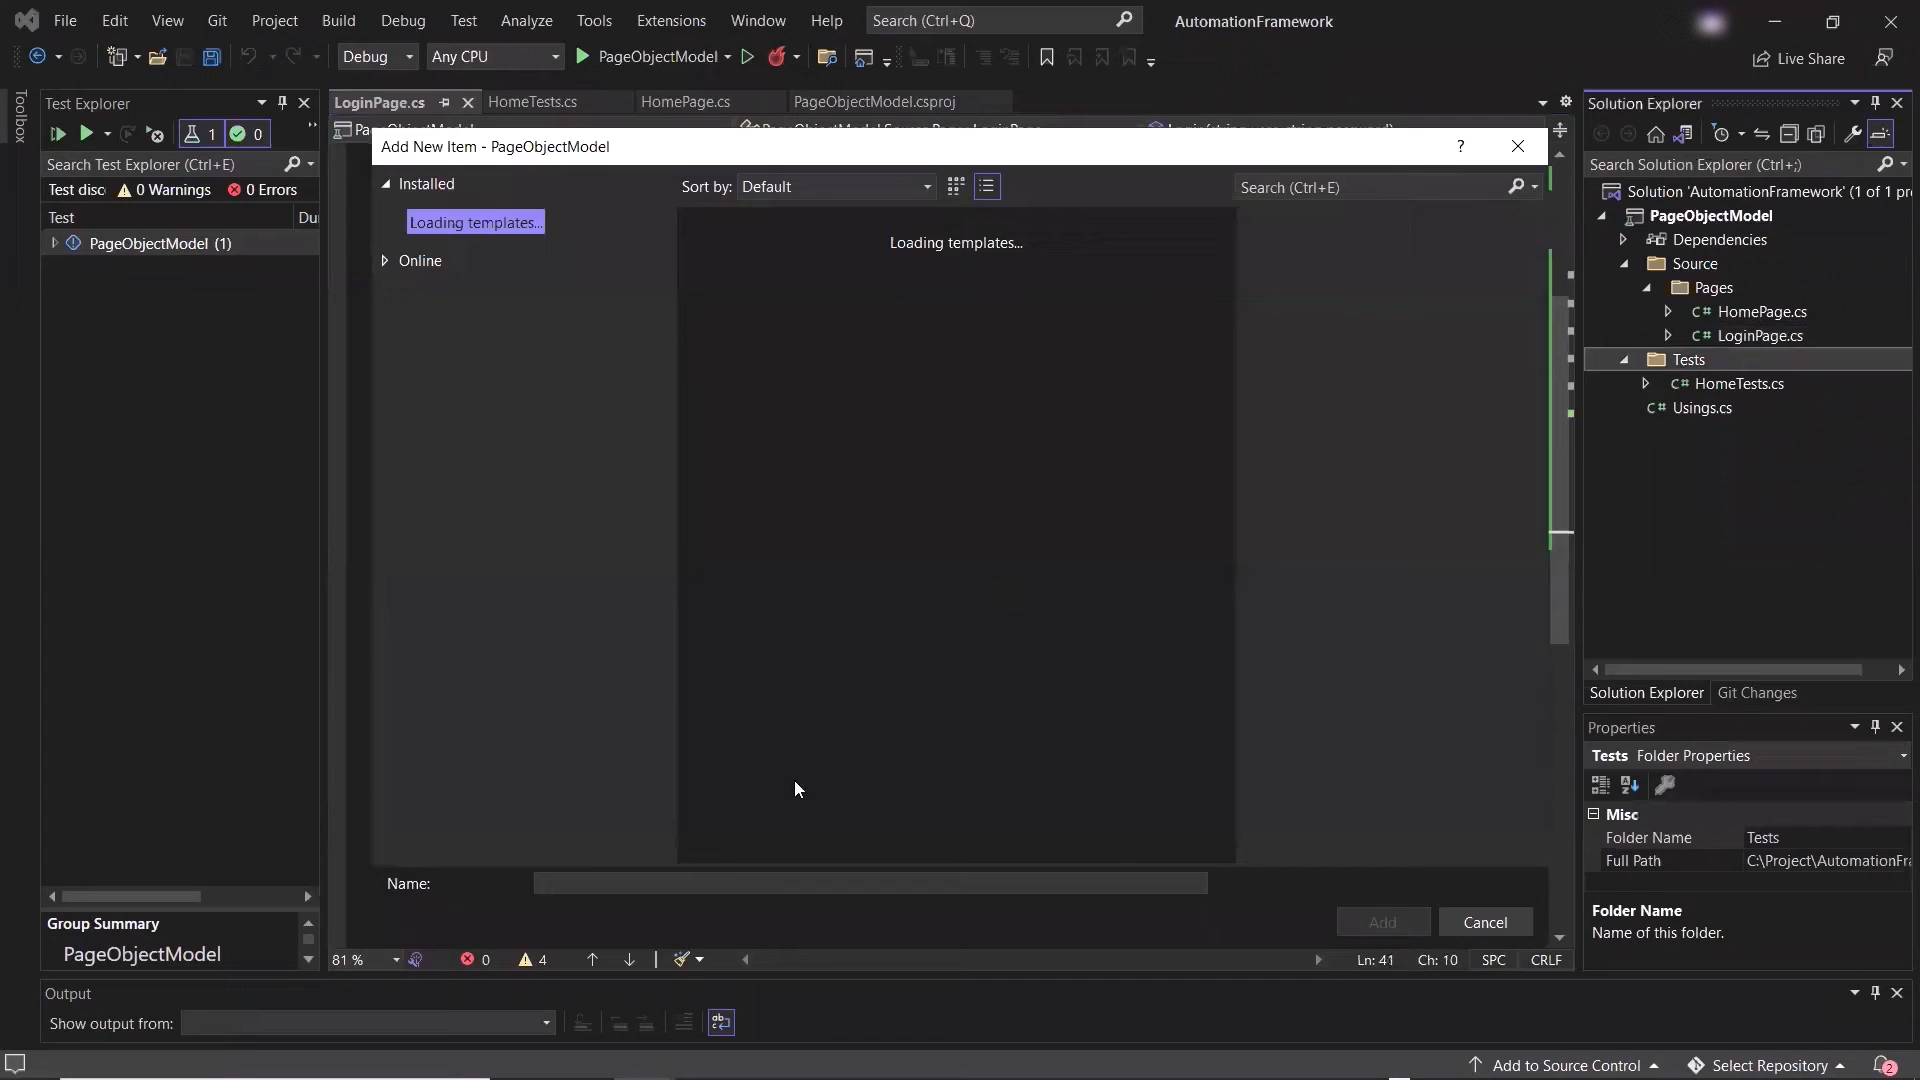 File Edit View Git Project Build Debug Test Analyze Tools Extensions Window Help Search (Ctrl+Q) AutomationFramework
Debug Any CPU PageObjectModel Live Share
Toolbox
Test Explorer
1 0
Search Test Explorer (Ctrl+E)
Test disc 0 Warnings 0 Errors
Test Du
PageObjectModel (1)
Group Summary
PageObjectModel
LoginPage.cs HomeTests.cs HomePage.cs PageObjectModel.csproj
Add New Item - PageObjectModel ?
Installed
Loading templates...
Online
Sort by: Default
Search (Ctrl+E)
Loading templates...
Name:
Add Cancel
81 % 0 4 Ln: 41 Ch: 10 SPC CRLF
Solution Explorer
Search Solution Explorer (Ctrl+;)
Solution 'AutomationFramework' (1 of 1 pr
PageObjectModel
Dependencies
Source
Pages
C# HomePage.cs
C# LoginPage.cs
Tests
C# HomeTests.cs
C# Usings.cs
Solution Explorer Git Changes
Properties
Tests Folder Properties
Misc
Folder Name Tests
Full Path C:\Project\AutomationFra
Folder Name
Name of this folder.
Output
Show output from:
Add to Source Control Select Repository 2